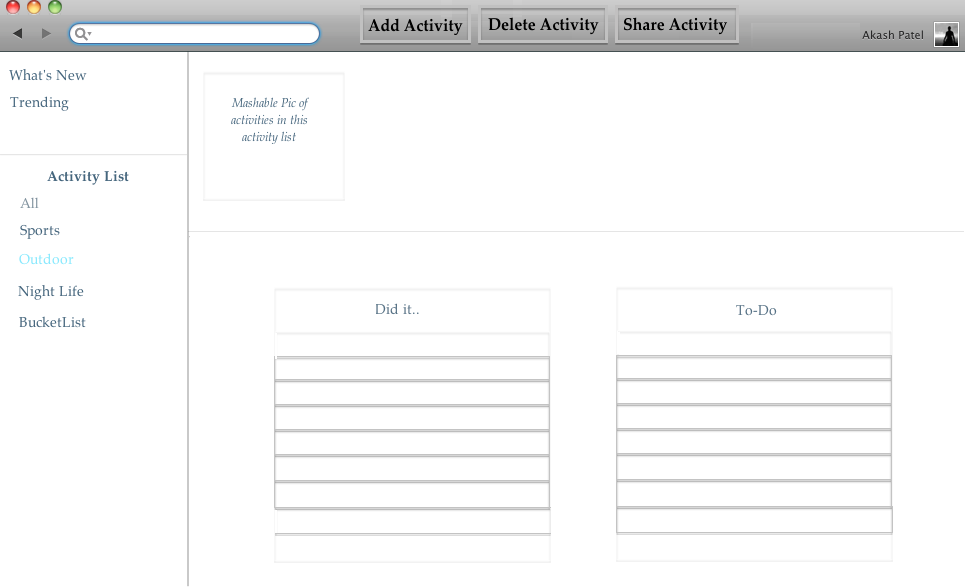 Add Activity
Delete Activity
Share Activity
Akash Patel
What's New
Trending
Activity List
All
Sports
Outdoor
Night Life
BucketList
Mashable Pic of
activities in this
activity list
Did it..
To-Do